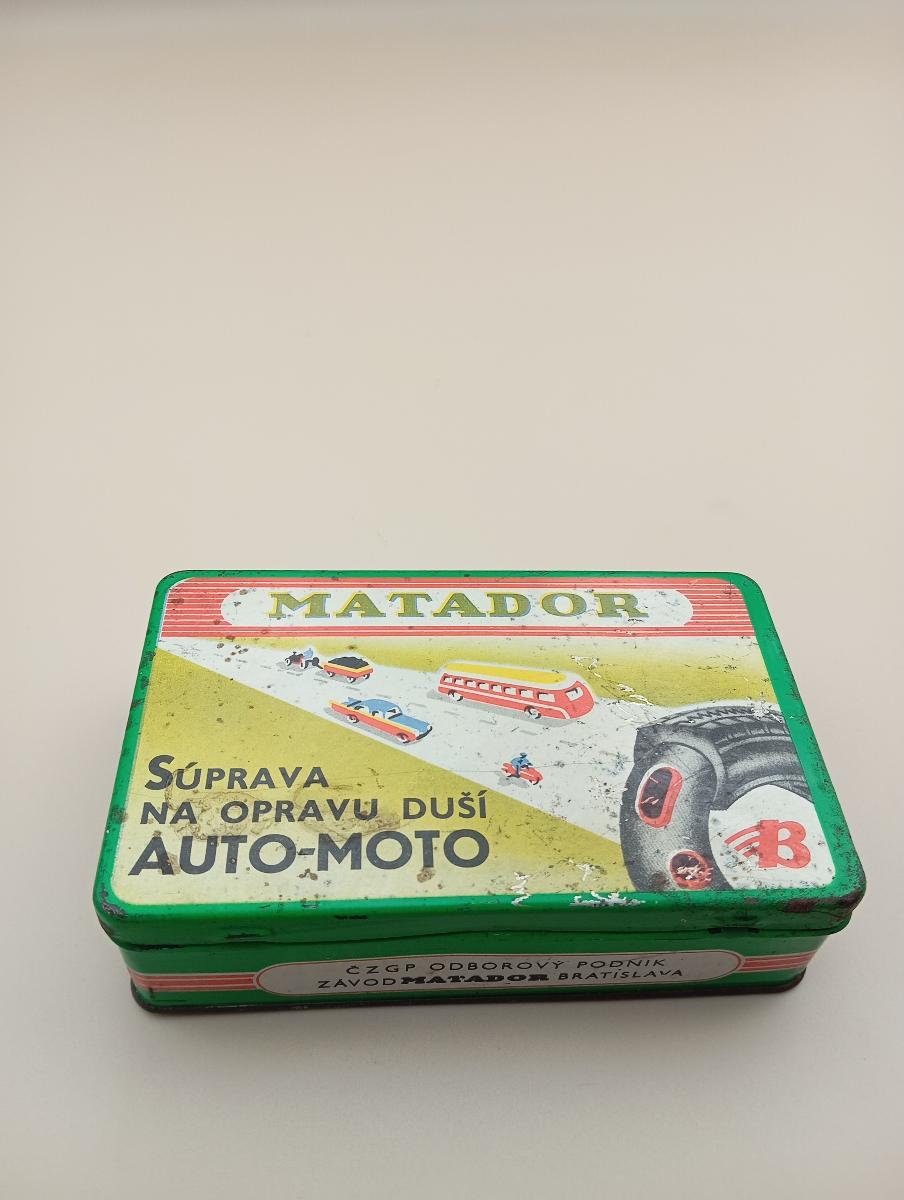 MATADOR
SÚPRAVA
NA OPRAVU DUŠÍ
AUTO-MOTO
B
ČZGP ODBOROVÝ PODNIK
ZÁVOD MATADOR BRATISLAVA